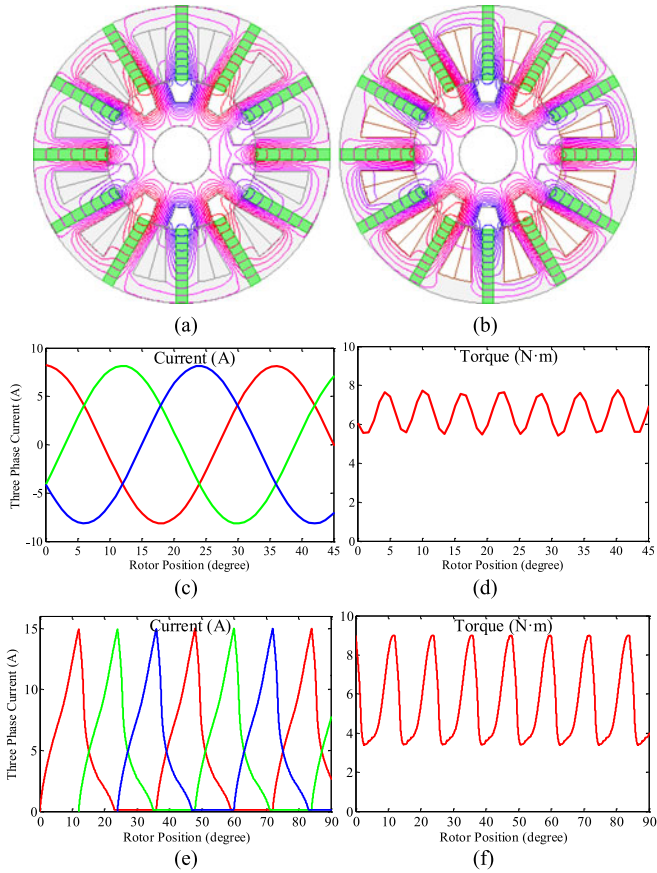 (a) (b)
Current (A)
Three Phase Current (A)
10
5
0
-5
-10
0 5 10 15 20 25 30 35 40 45
Rotor Position (degree)
(c)
Torque (N·m)
10
8
6
4
2
0
0 5 10 15 20 25 30 35 40 45
Rotor Position (degree)
(d)
Current (A)
Three Phase Current (A)
15
10
5
0
0 10 20 30 40 50 60 70 80 90
Rotor Position (degree)
(e)
Torque (N·m)
10
8
6
4
2
0
0 10 20 30 40 50 60 70 80 90
Rotor Position (degree)
(f)